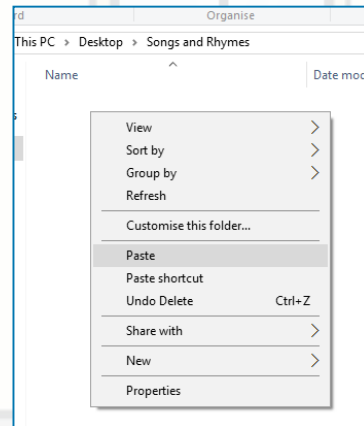 rd Organise
This PC > Desktop > Songs and Rhymes
Name Date mod
s
View
Sort by
Group by
Refresh
Customise this folder...
Paste
Paste shortcut
Undo Delete Ctrl+Z
Share with
New
Properties